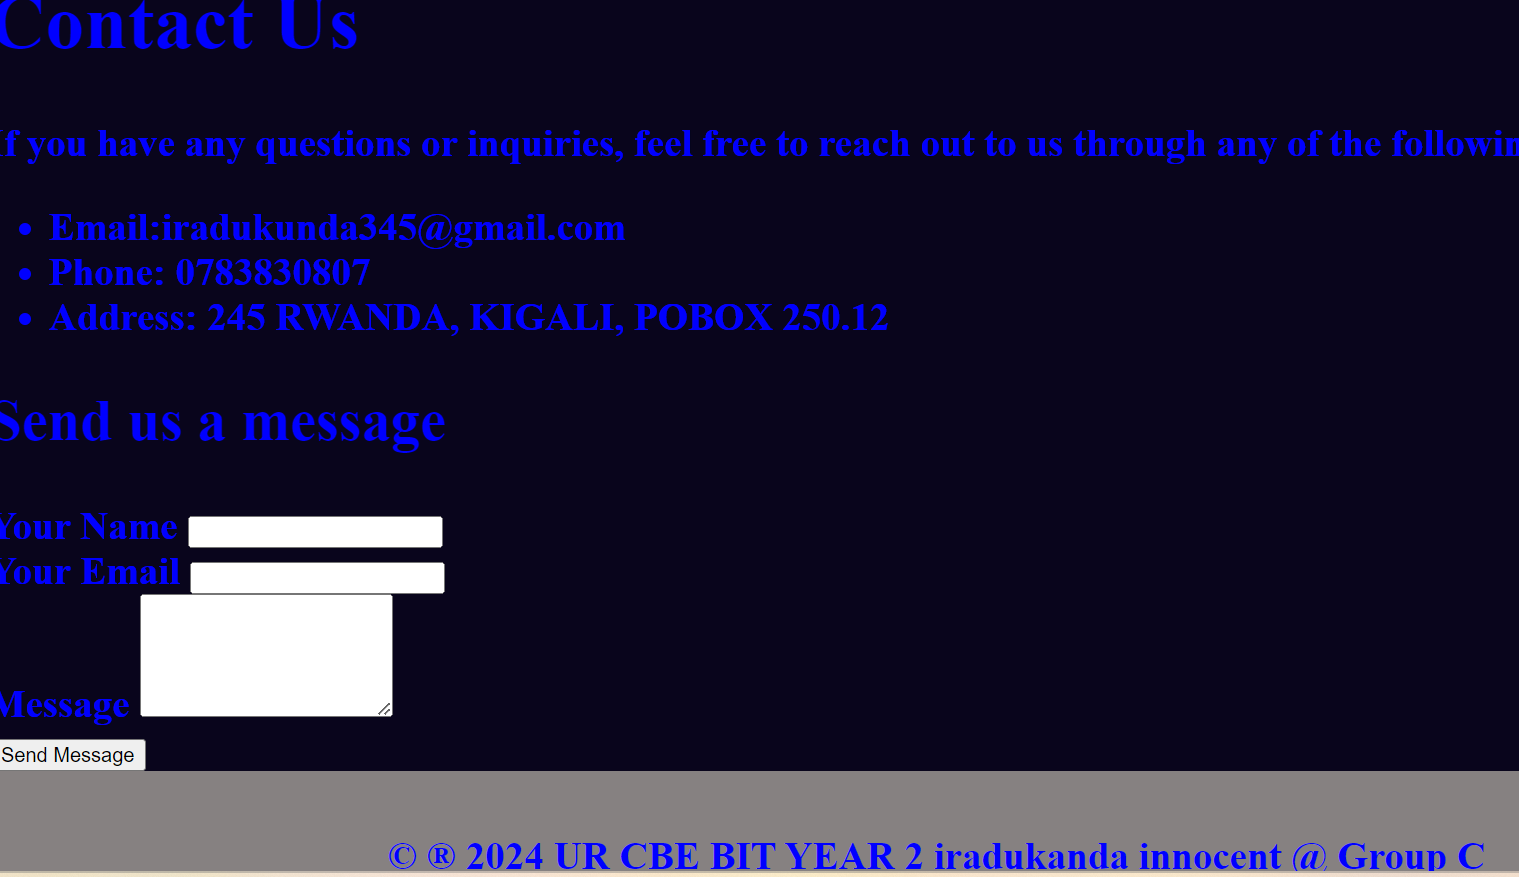 Contact Us
If you have any questions or inquiries, feel free to reach out to us through any of the
Email:iradukunda345@gmail.com
Phone: 0783830807
Address: 245 RWANDA, KIGALI, POBOX 250.12
Send us a message
Your Name
Your Email
Message
Send Message
© ® 2024 UR CBE BIT YEAR 2 iradukanda innocent @ Group C